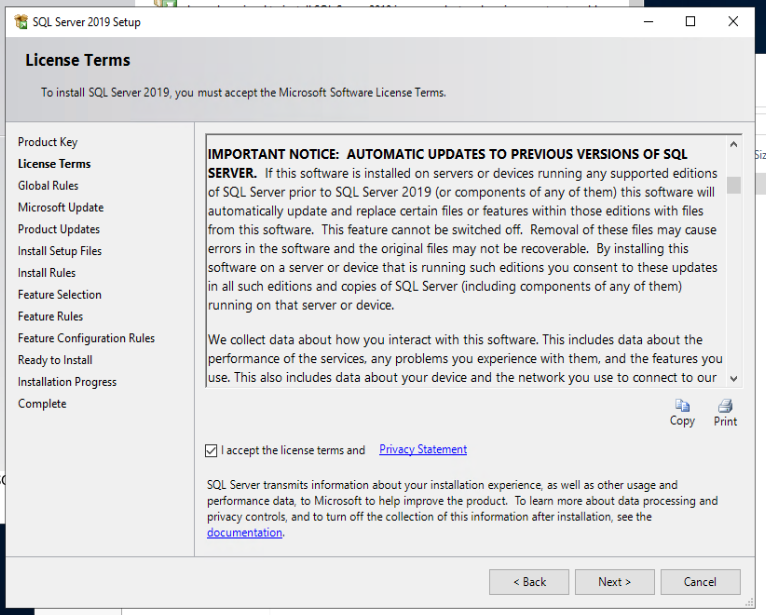 SQL Server 2019 Setup
License Terms
To install SQL Server 2019, you must accept the Microsoft Software License Terms.
Product Key
License Terms
Global Rules
Microsoft Update
Product Updates
Install Setup Files
Install Rules
Feature Selection
Feature Rules
Feature Configuration Rules
Ready to Install
Installation Progress
Complete
IMPORTANT NOTICE:  AUTOMATIC UPDATES TO PREVIOUS VERSIONS OF SQL
SERVER.  If this software is installed on servers or devices running any supported editions
of SQL Server prior to SQL Server 2019 (or components of any of them) this software will
automatically update and replace certain files or features within those editions with files
from this software.  This feature cannot be switched off.  Removal of these files may cause
errors in the software and the original files may not be recoverable.  By installing this
software on a server or device that is running such editions you consent to these updates
in all such editions and copies of SQL Server (including components of any of them)
running on that server or device.
We collect data about how you interact with this software. This includes data about the
performance of the services, any problems you experience with them, and the features you
use. This also includes data about your device and the network you use to connect to our
Copy
Print
I accept the license terms and Privacy Statement
SQL Server transmits information about your installation experience, as well as other usage and
performance data, to Microsoft to help improve the product.  To learn more about data processing and
privacy controls, and to turn off the collection of this information after installation, see the
documentation.
< Back
Next >
Cancel